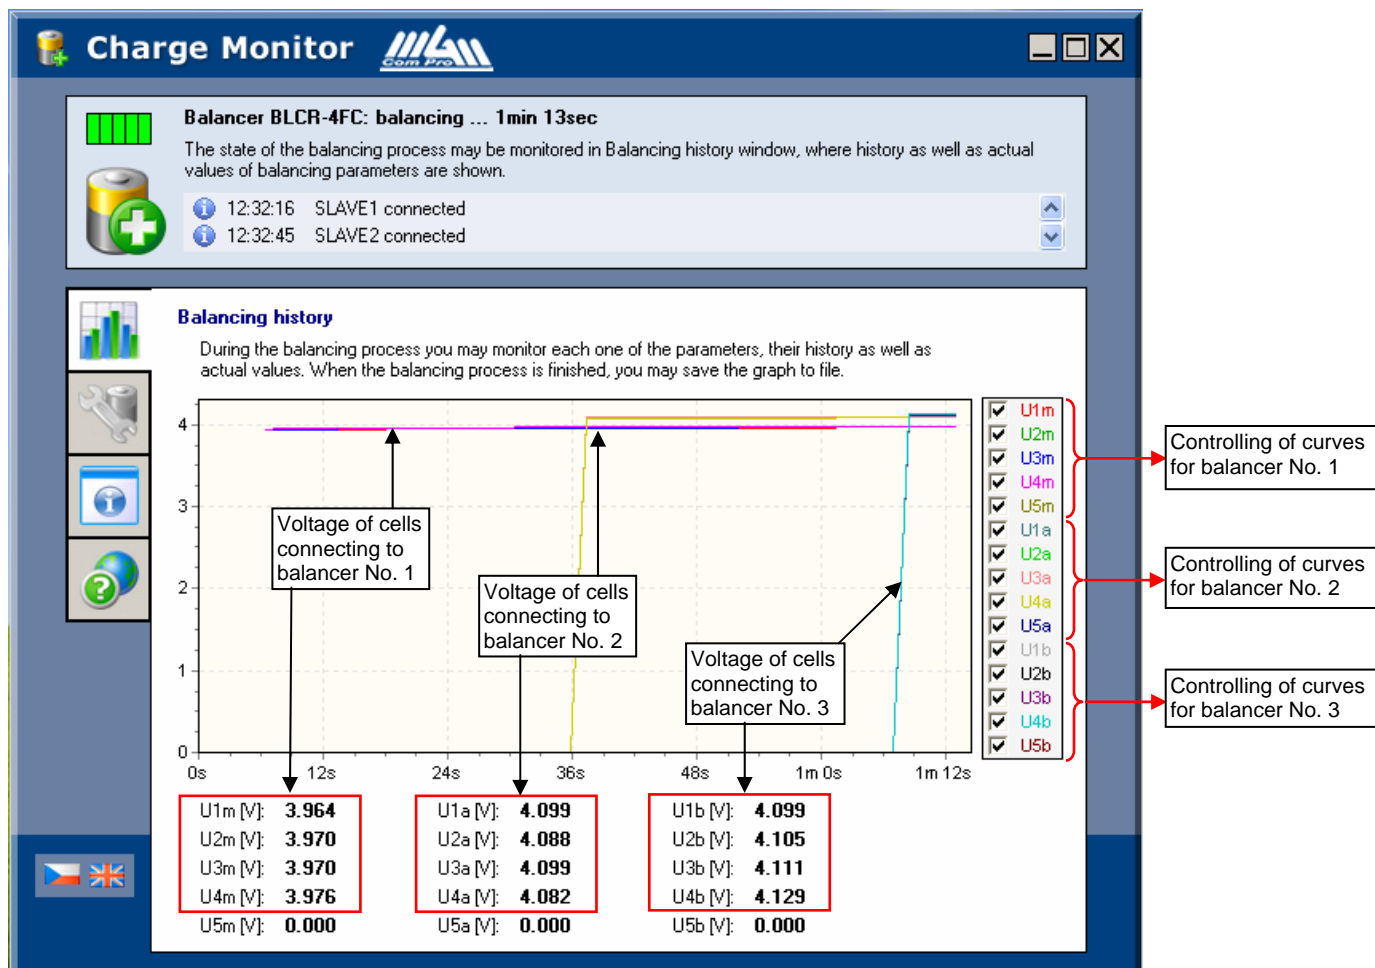 Charge Monitor
Com Pro
Balancer BLCR-4FC: balancing ... 1min 13sec
The state of the balancing process may be monitored in Balancing history window, where history as well as actual
values of balancing parameters are shown.
12:32:16 SLAVE1 connected
12:32:45 SLAVE2 connected
Balancing history
During the balancing process you may monitor each one of the parameters, their history as well as
actual values. When the balancing process is finished, you may save the graph to file.
4
3
2
1
0
0s 12s 24s 36s 48s 1m 0s 1m 12s
Voltage of cells
connecting to
balancer No. 1
Voltage of cells
connecting to
balancer No. 2
Voltage of cells
connecting to
balancer No. 3
U1m
U2m
U3m
U4m
U5m
U1a
U2a
U3a
U4a
U5a
U1b
U2b
U3b
U4b
U5b
Controlling of curves
for balancer No. 1
Controlling of curves
for balancer No. 2
Controlling of curves
for balancer No. 3
U1m [V]: 3.964 U1a [V]: 4.099 U1b [V]: 4.099
U2m [V]: 3.970 U2a [V]: 4.088 U2b [V]: 4.105
U3m [V]: 3.970 U3a [V]: 4.099 U3b [V]: 4.111
U4m [V]: 3.976 U4a [V]: 4.082 U4b [V]: 4.129
U5m [V]: 0.000 U5a [V]: 0.000 U5b [V]: 0.000